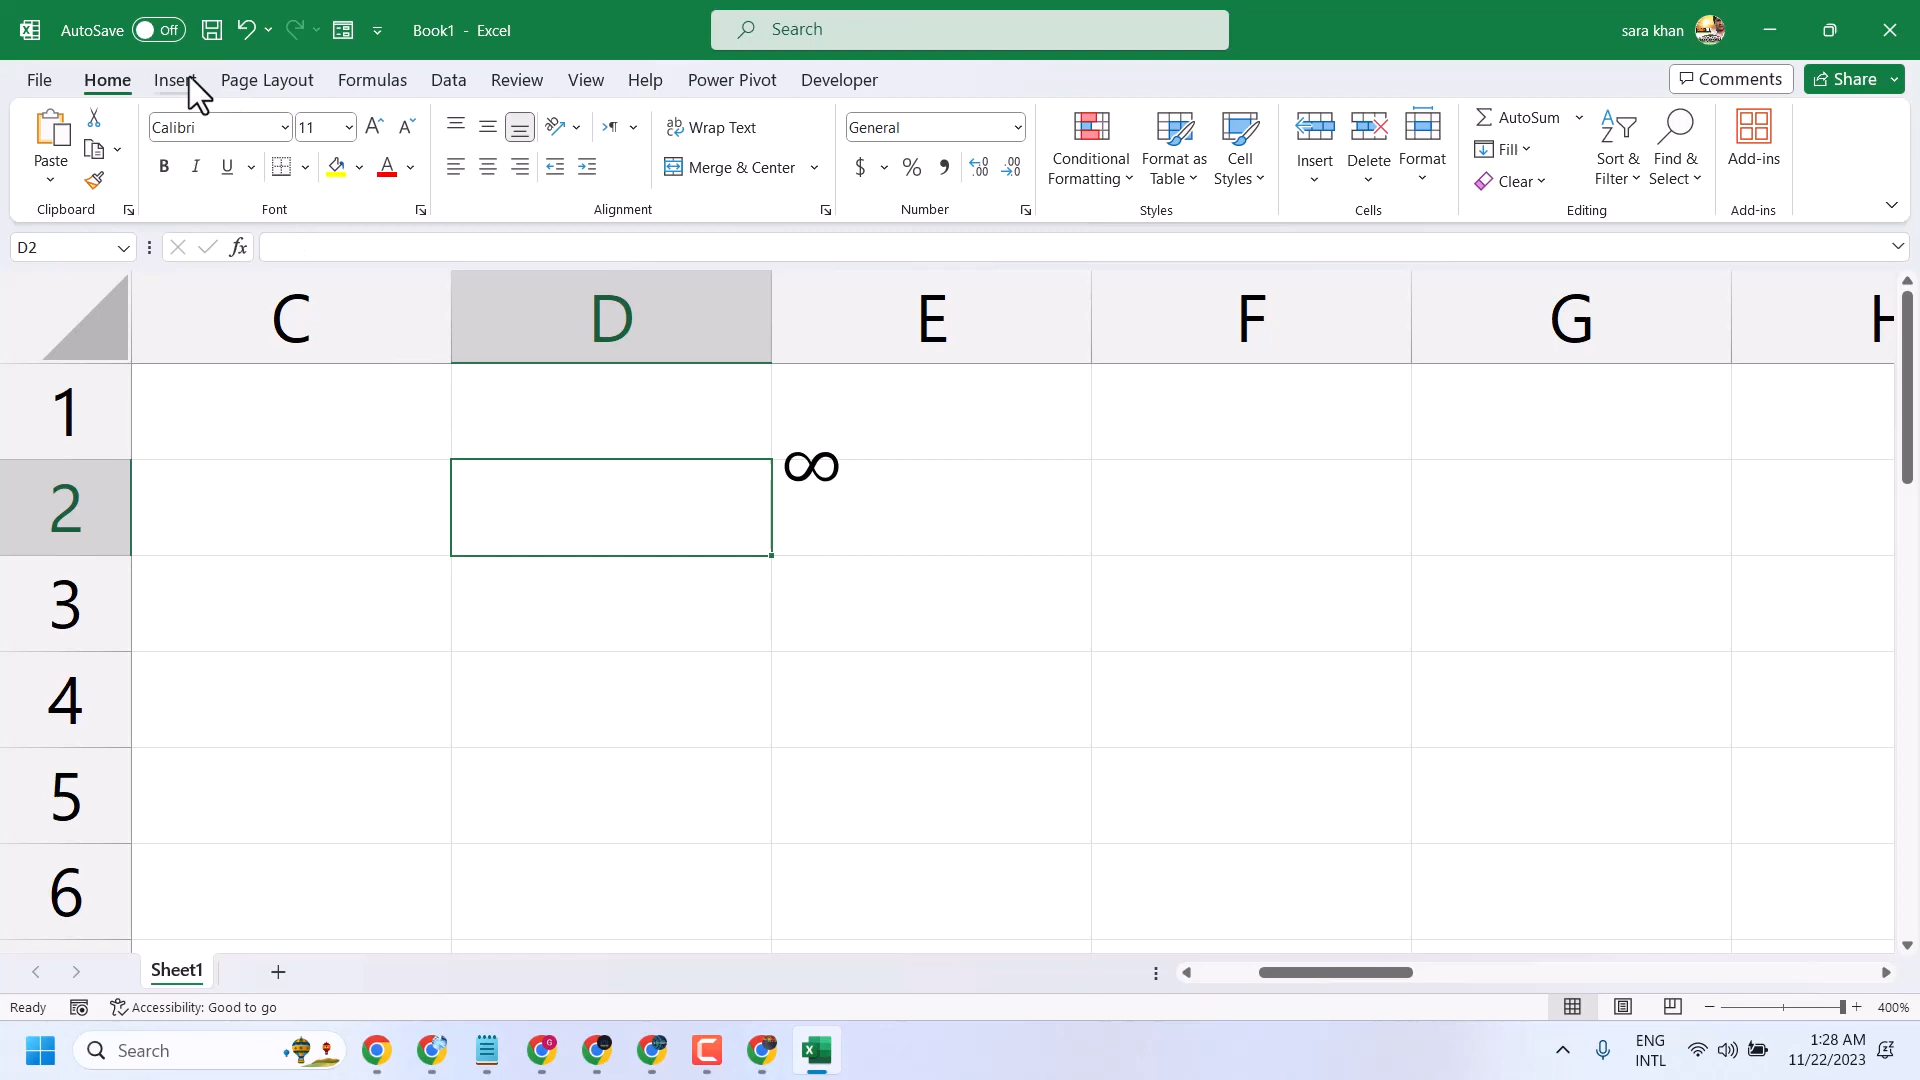 AutoSave Off Book1 - Excel Search sara khan
File Home Insert Page Layout Formulas Data Review View Help Power Pivot Developer Comments Share
Paste Calibri 11 Wrap Text General Conditional Formatting Format as Table Cell Styles Insert Delete Format AutoSum Sort & Filter Find & Select Add-ins
B I U Merge & Center $ % Fill
Clear
Clipboard Font Alignment Number Styles Cells Editing Add-ins
D2 fx
C D E F G H
1
∞
2
3
4
5
6
Sheet1
Ready Accessibility: Good to go 400%
Search ENG INTL 1:28 AM 11/22/2023